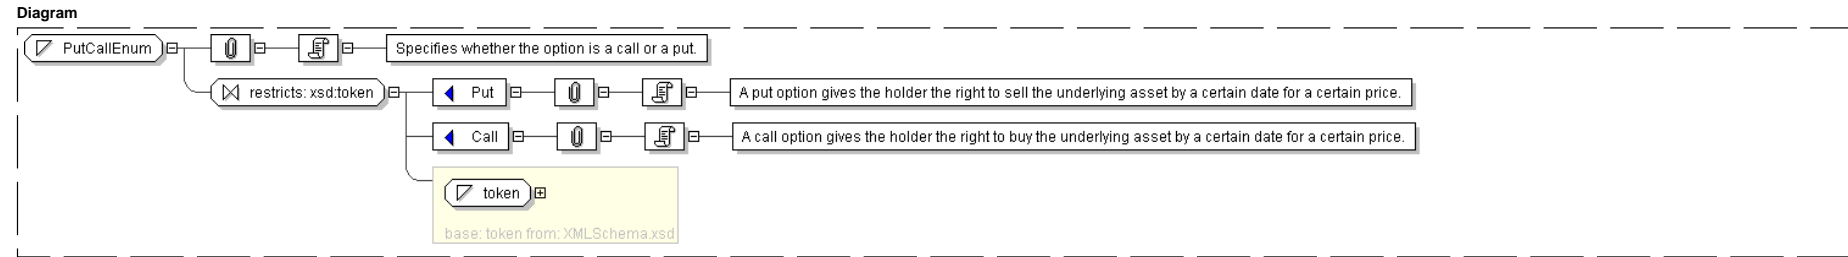 Diagram
PutCallEnum
Specifies whether the option is a call or a put.
restricts: xsd:token
Put
A put option gives the holder the right to sell the underlying asset by a certain date for a certain price.
Call
A call option gives the holder the right to buy the underlying asset by a certain date for a certain price.
token
base: token from: XMLSchema.xsd